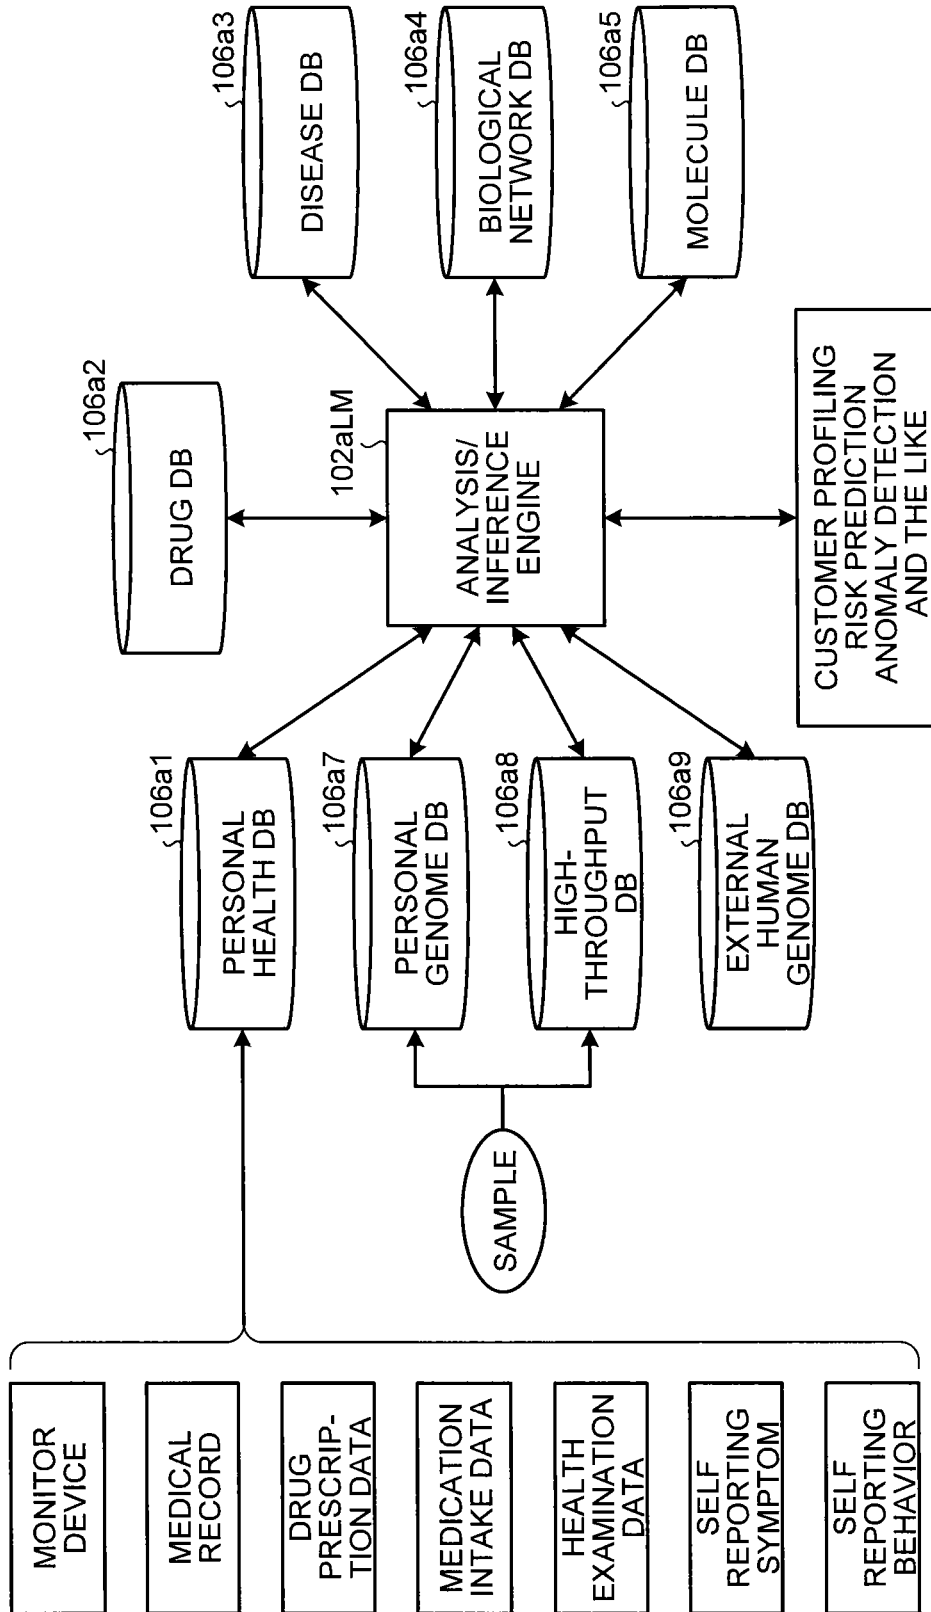 MONITOR
DEVICE
MEDICAL
RECORD
DRUG
PRESCRIP-
TION DATA
MEDICATION
INTAKE DATA
HEALTH
EXAMINATION
DATA
SELF
REPORTING
SYMPTOM
SELF
REPORTING
BEHAVIOR
SAMPLE
106a1
PERSONAL
HEALTH DB
106a7
PERSONAL
GENOME DB
106a8
HIGH-
THROUGHPUT
DB
106a9
EXTERNAL
HUMAN
GENOME DB
106a2
DRUG DB
102aLM
ANALYSIS/
INFERENCE
ENGINE
CUSTOMER PROFILING
RISK PREDICTION
ANOMALY DETECTION
AND THE LIKE
106a3
DISEASE DB
106a4
BIOLOGICAL
NETWORK DB
106a5
MOLECULE DB